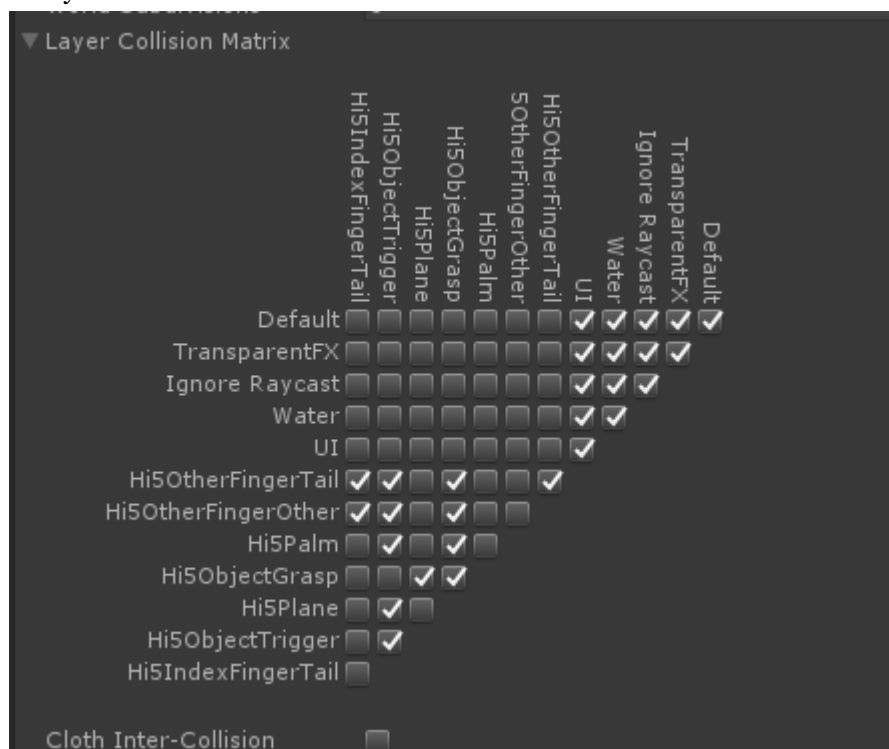 Layer Collision Matrix
Hi5IndexFingerTail
Hi5ObjectTrigger
Hi5Plane
Hi5ObjectGrasp
Hi5Palm
5OtherFingerOther
Hi5OtherFingerTail
UI
Water
Ignore Raycast
TransparentFX
Default
Default
TransparentFX
Ignore Raycast
Water
UI
Hi5OtherFingerTail
Hi5OtherFingerOther
Hi5Palm
Hi5ObjectGrasp
Hi5Plane
Hi5ObjectTrigger
Hi5IndexFingerTail
Cloth Inter-Collision